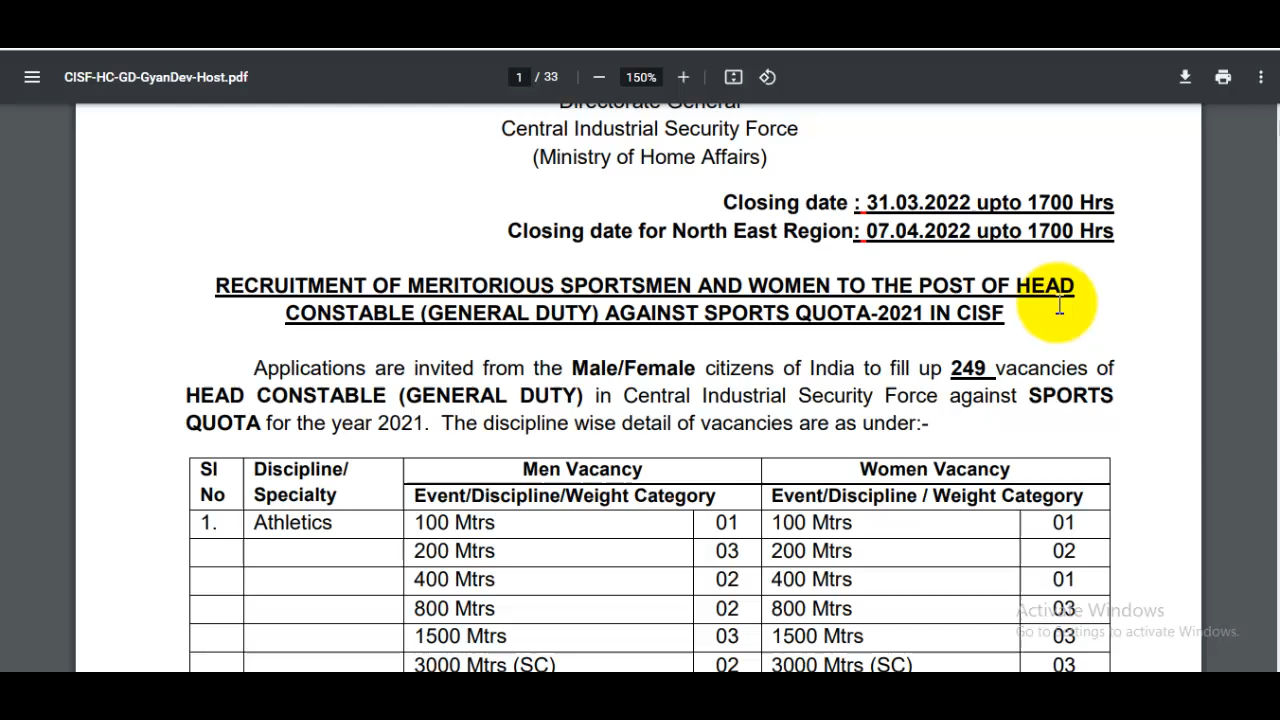 CISF-HC-GD-GyanDev-Host.pdf
1 / 33
150%
Directorate General
Central Industrial Security Force
(Ministry of Home Affairs)
Closing date : 31.03.2022 upto 1700 Hrs
Closing date for North East Region: 07.04.2022 upto 1700 Hrs
RECRUITMENT OF MERITORIOUS SPORTSMEN AND WOMEN TO THE POST OF HEAD
CONSTABLE (GENERAL DUTY) AGAINST SPORTS QUOTA-2021 IN CISF
Applications are invited from the Male/Female citizens of India to fill up 249 vacancies of
HEAD CONSTABLE (GENERAL DUTY) in Central Industrial Security Force against SPORTS
QUOTA for the year 2021. The discipline wise detail of vacancies are as under:-
Sl No Discipline/ Specialty Men Vacancy Women Vacancy
Event/Discipline/Weight Category Event/Discipline / Weight Category
1. Athletics 100 Mtrs 01 100 Mtrs 01
200 Mtrs 03 200 Mtrs 02
400 Mtrs 02 400 Mtrs 01
800 Mtrs 02 800 Mtrs 03
1500 Mtrs 03 1500 Mtrs 03
3000 Mtrs (SC) 02 3000 Mtrs (SC) 03
Activate Windows
Go to Settings to activate Windows.